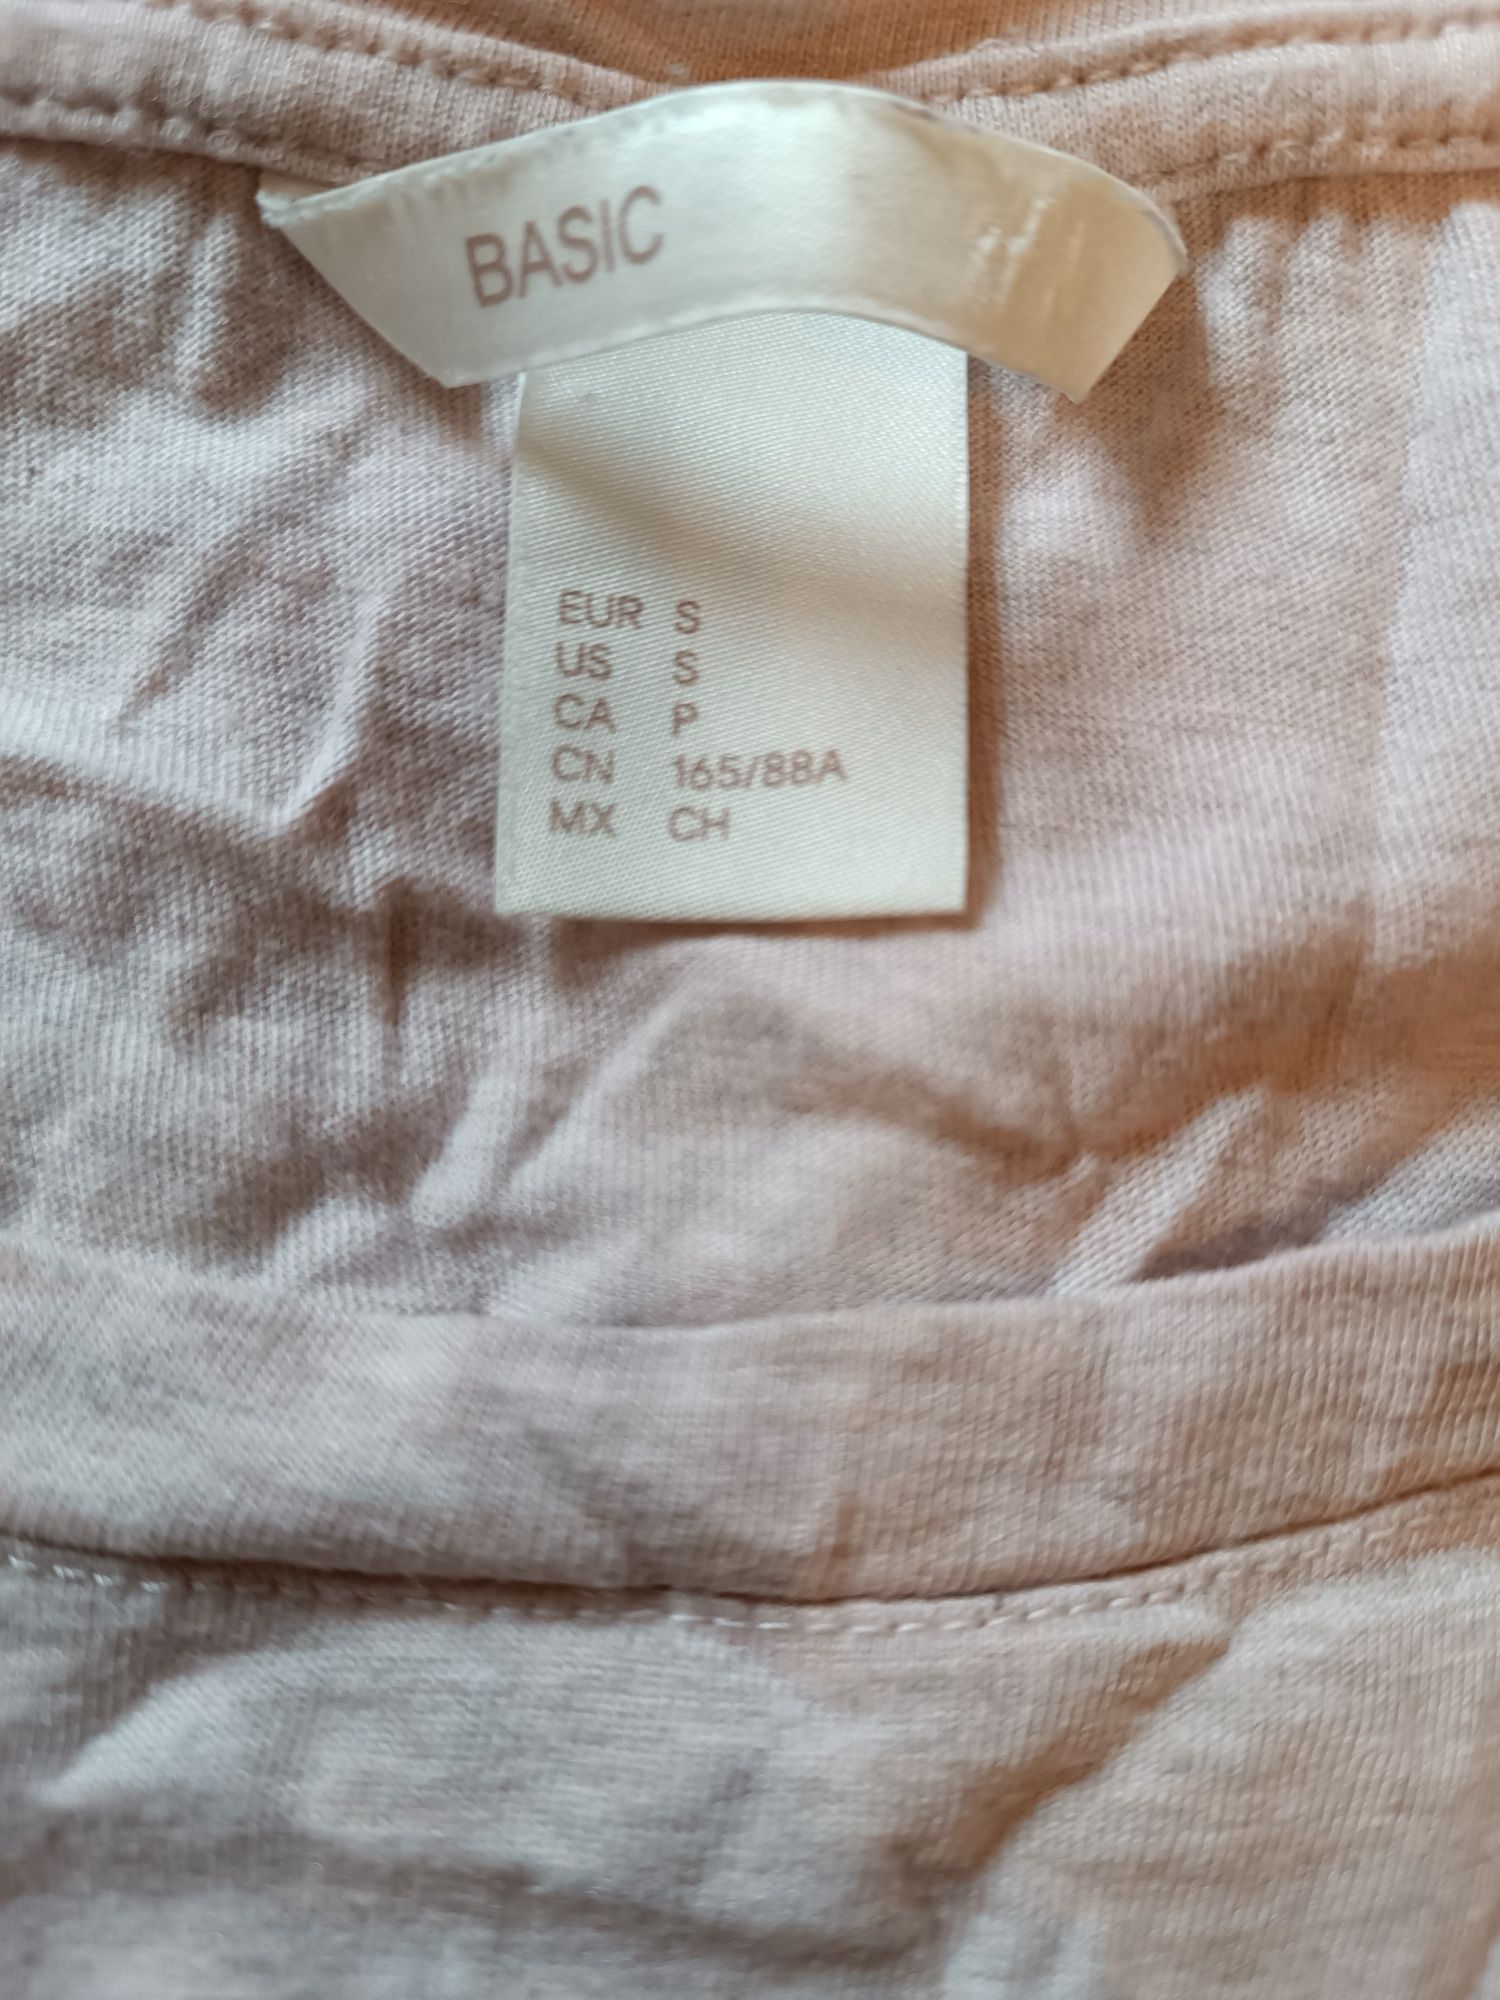 BASIC
EUR S
US S
CA P
CN 165/88A
MX CH